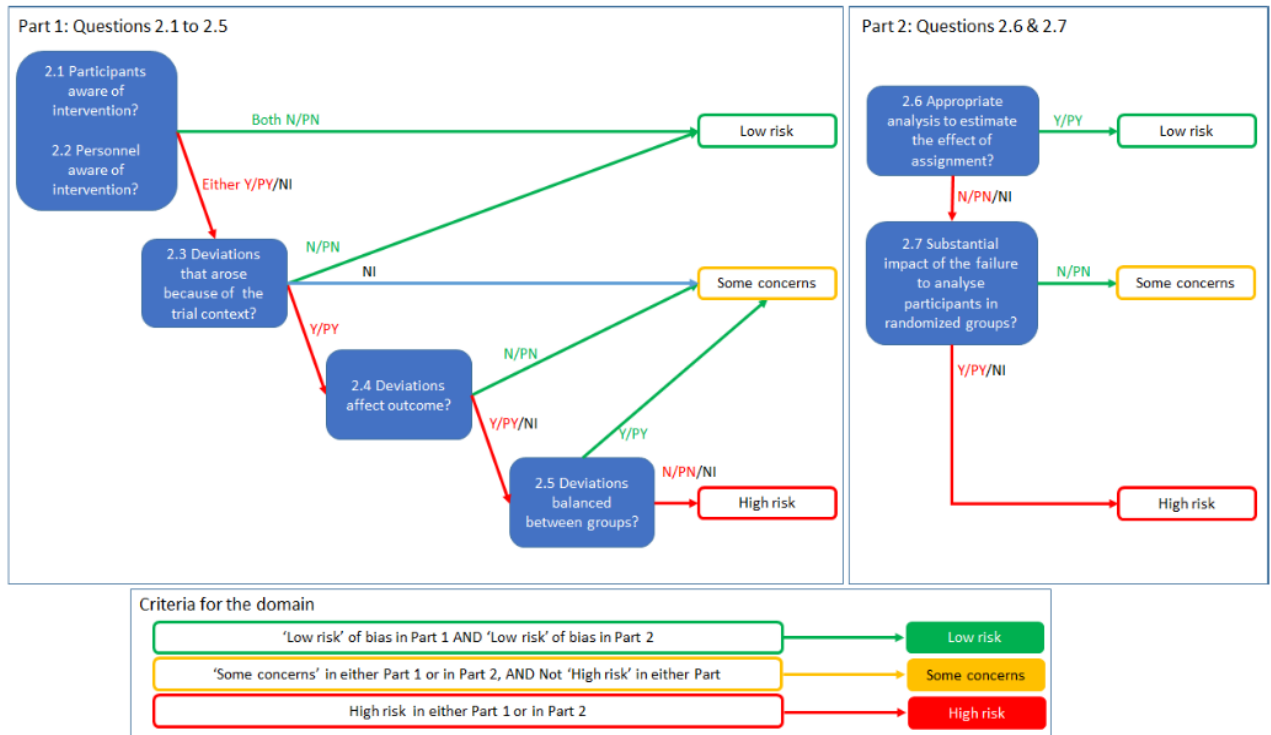 Part 1: Questions 2.1 to 2.5
2.1 Participants
aware of
intervention?
2.2 Personnel
aware of
intervention?
Both N/PN
Low risk
Either Y/PY/NI
2.3 Deviations
that arose
because of the
trial context?
N/PN
NI
Some concerns
Y/PY
2.4 Deviations
affect outcome?
N/PN
Y/PY/NI
Y/PY
2.5 Deviations
balanced
between groups?
N/PN/NI
High risk
Part 2: Questions 2.6 & 2.7
2.6 Appropriate
analysis to estimate
the effect of
assignment?
Y/PY
Low risk
N/PN/NI
2.7 Substantial
impact of the failure
to analyse
participants in
randomized groups?
N/PN
Some concerns
Y/PY/NI
High risk
Criteria for the domain
‘Low risk’ of bias in Part 1 AND ‘Low risk’ of bias in Part 2
Low risk
‘Some concerns’ in either Part 1 or in Part 2, AND Not ‘High risk’ in either Part
Some concerns
High risk in either Part 1 or in Part 2
High risk